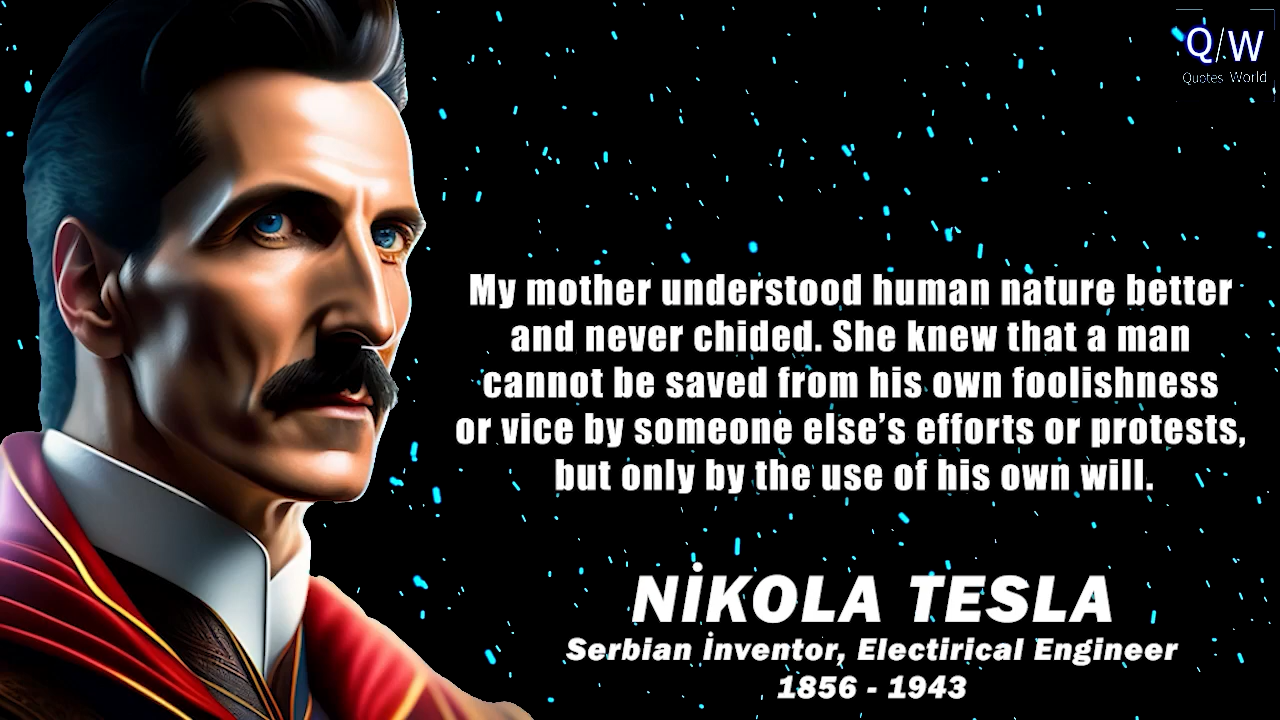 Q/W
Quotes World
My mother understood human nature better
and never chided. She knew that a man
cannot be saved from his own foolishness
or vice by someone else’s efforts or protests,
but only by the use of his own will.
NİKOLA TESLA
Serbian İnventor, Electirical Engineer
1856 - 1943